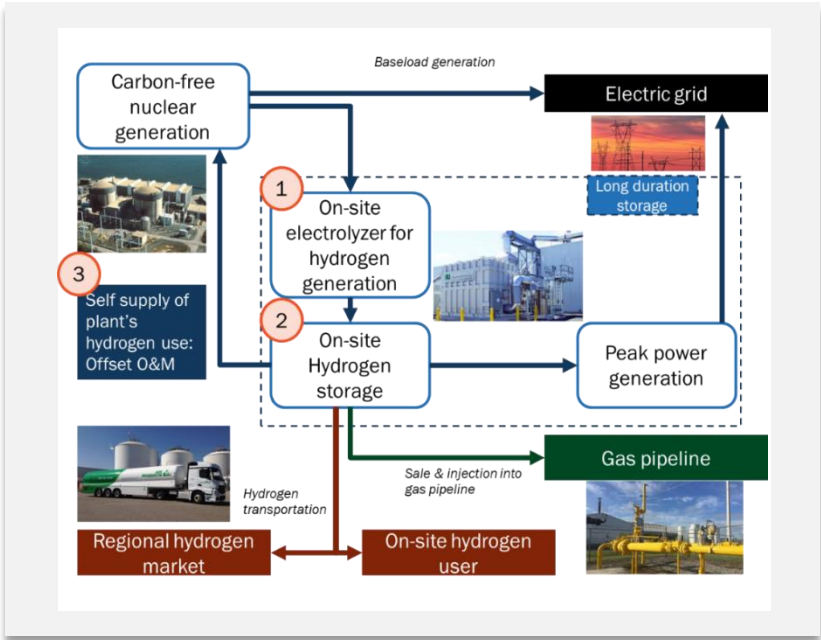 Baseload generation
Carbon-free
nuclear
generation
Electric grid
Long duration
storage
1
On-site
electrolyzer for
hydrogen
generation
3
Self supply of
plant's
hydrogen use:
Offset O&M
2
On-site
Hydrogen
storage
Peak power
generation
Gas pipeline
Sale & injection into
gas pipeline
Hydrogen
transportation
Regional hydrogen
market
On-site hydrogen
user